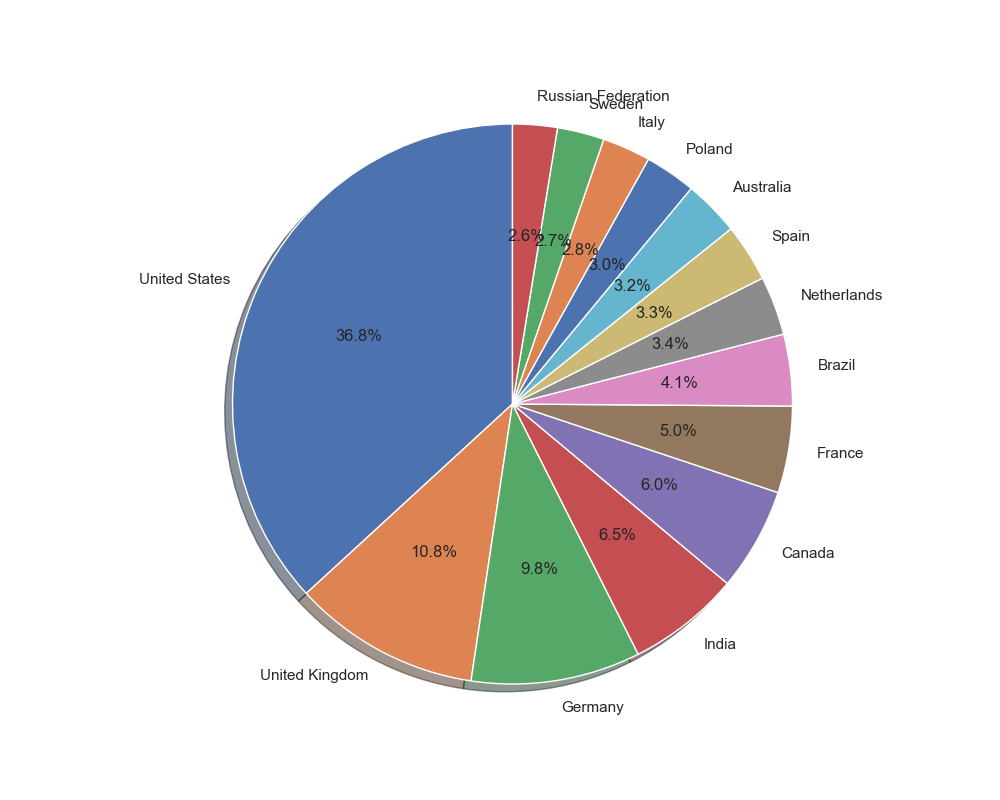 Russian Federation
Sweden
Italy
Poland
Australia
Spain
Netherlands
Brazil
France
Canada
India
Germany
United Kingdom
United States
2.6%
2.7%
2.8%
3.0%
3.2%
3.3%
3.4%
4.1%
5.0%
6.0%
6.5%
9.8%
10.8%
36.8%